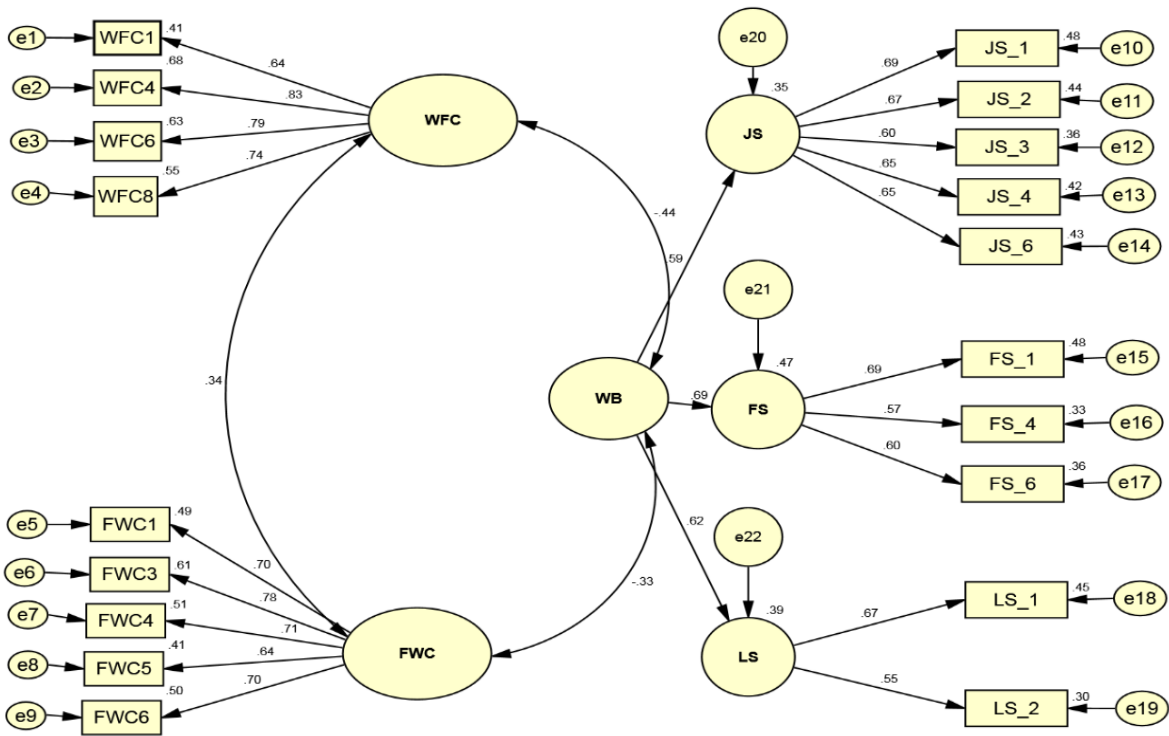 e1
WFC1
.41
.64
e2
WFC4
.68
.83
e3
WFC6
.63
.79
e4
WFC8
.55
.74
WFC
-.44
.34
e5
FWC1
.49
.70
e6
FWC3
.61
.78
e7
FWC4
.51
.71
e8
FWC5
.41
.64
e9
FWC6
.50
.70
FWC
-.33
WB
.59
.69
.62
e20
.35
JS
.69
JS_1
.48
e10
.67
JS_2
.44
e11
.60
JS_3
.36
e12
.65
JS_4
.42
e13
.65
JS_6
.43
e14
e21
.47
FS
.69
FS_1
.48
e15
.57
FS_4
.33
e16
.60
FS_6
.36
e17
e22
.39
LS
.67
LS_1
.45
e18
.55
LS_2
.30
e19